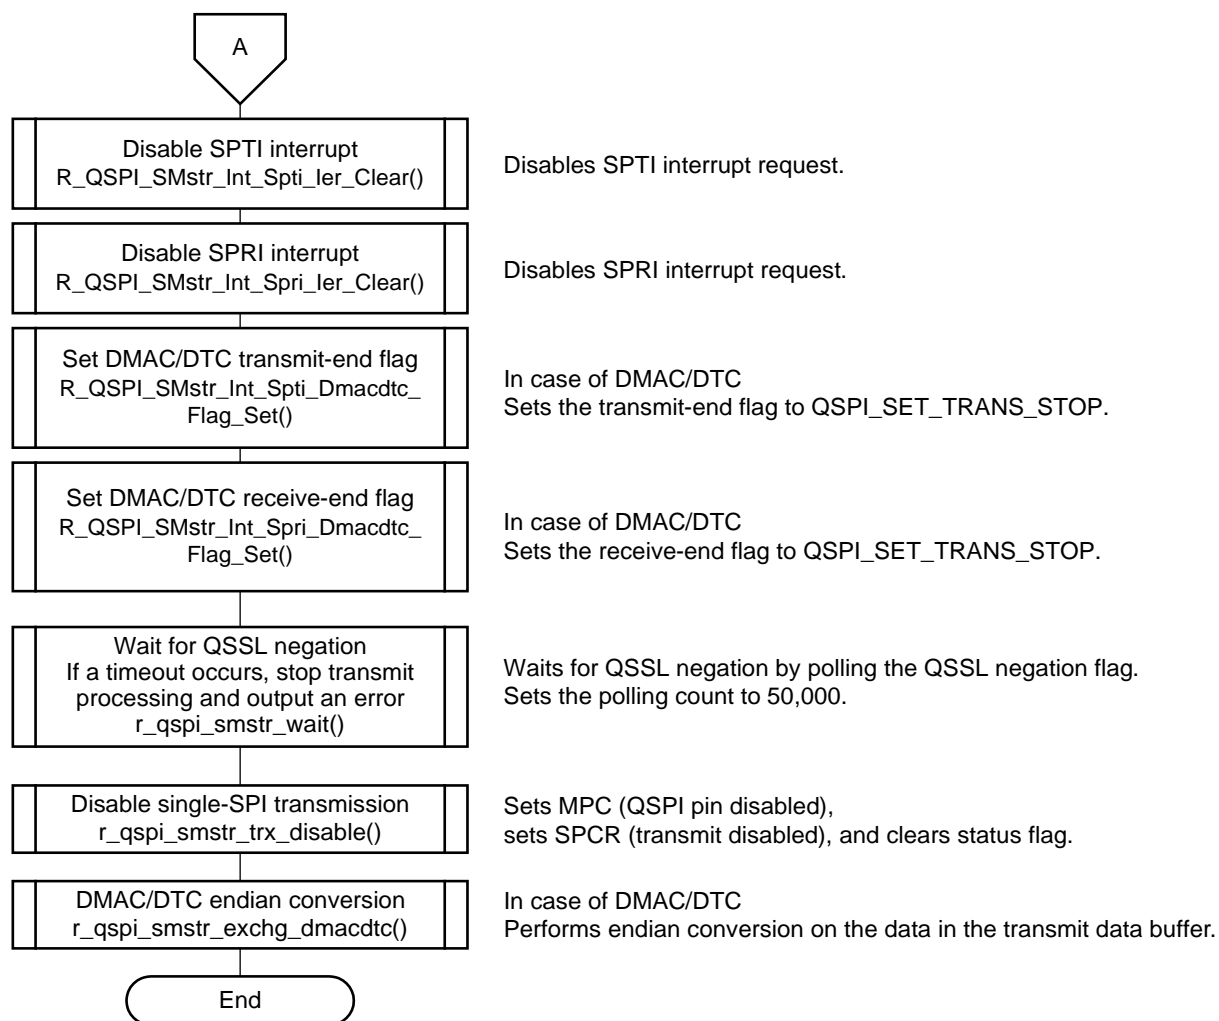 A
Disable SPTI interrupt
R_QSPI_SMstr_Int_Spti_Ier_Clear()
Disables SPTI interrupt request.
Disable SPRI interrupt
R_QSPI_SMstr_Int_Spri_Ier_Clear()
Disables SPRI interrupt request.
Set DMAC/DTC transmit-end flag
R_QSPI_SMstr_Int_Spti_Dmacdtc_
Flag_Set()
In case of DMAC/DTC
Sets the transmit-end flag to QSPI_SET_TRANS_STOP.
Set DMAC/DTC receive-end flag
R_QSPI_SMstr_Int_Spri_Dmacdtc_
Flag_Set()
In case of DMAC/DTC
Sets the receive-end flag to QSPI_SET_TRANS_STOP.
Wait for QSSL negation
If a timeout occurs, stop transmit
processing and output an error
r_qspi_smstr_wait()
Waits for QSSL negation by polling the QSSL negation flag.
Sets the polling count to 50,000.
Disable single-SPI transmission
r_qspi_smstr_trx_disable()
Sets MPC (QSPI pin disabled),
sets SPCR (transmit disabled), and clears status flag.
DMAC/DTC endian conversion
r_qspi_smstr_exchg_dmacdtc()
In case of DMAC/DTC
Performs endian conversion on the data in the transmit data buffer.
End